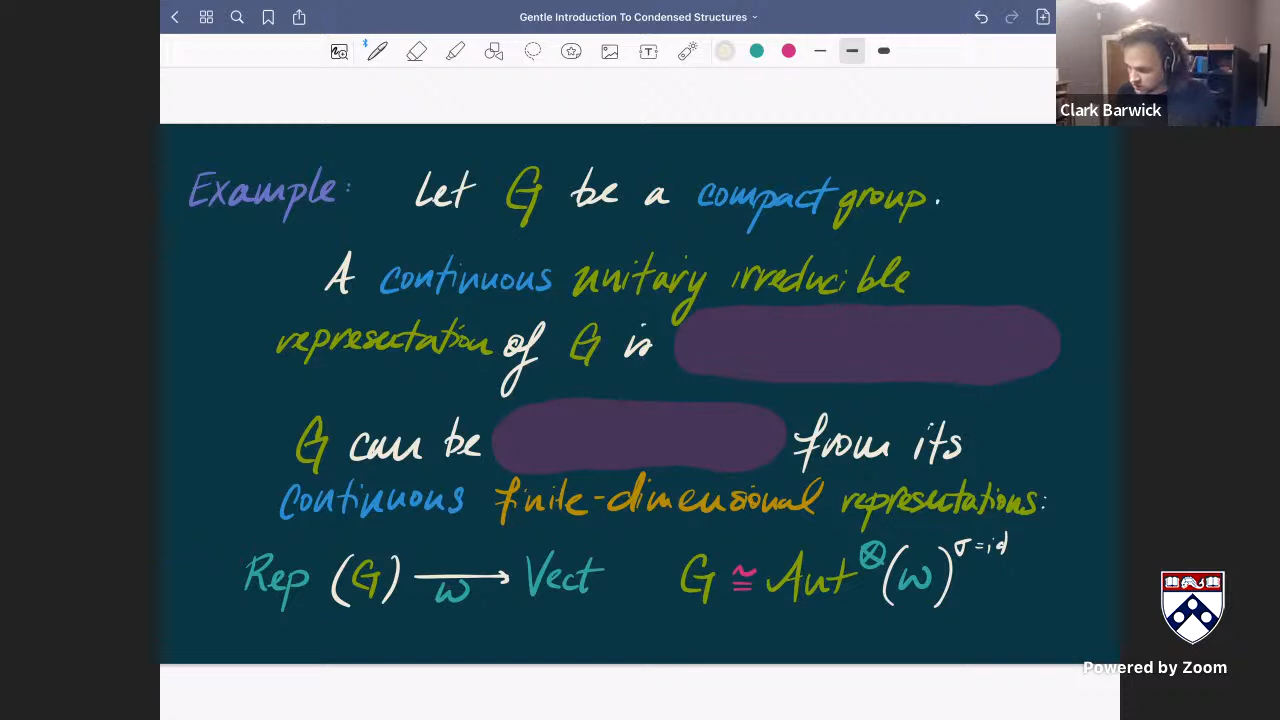 Gentle Introduction To Condensed Structures
Clark Barwick
Example: Let G be a compact group.
A continuous unitary irreducible
representation of G is
G can be from its
continuous finite-dimensional representations:
Rep (G) → ω Vect G ≅ Aut^⊗(ω)^σ=id
Powered by Zoom